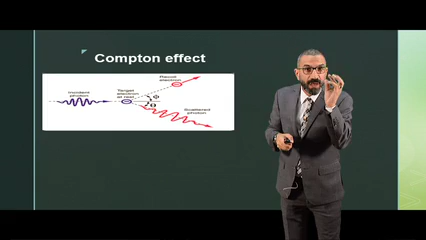 Compton effect
Recoil
electron
Incident
photon
Target
electron
at rest
Φ
θ
Scattered
photon